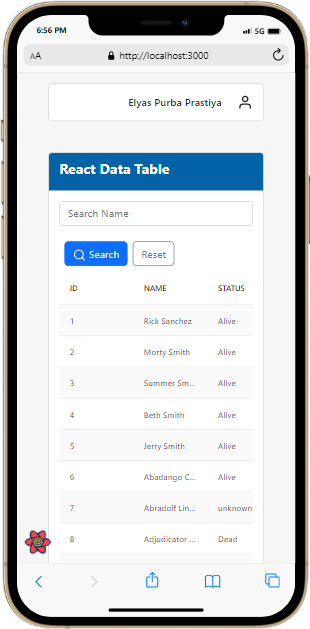 6:56 PM 5G
AA http://localhost:3000
Elyas Purba Prastiya
React Data Table
Search Name
Search Reset
ID NAME STATUS
1 Rick Sanchez Alive
2 Morty Smith Alive
3 Summer Sm... Alive
4 Beth Smith Alive
5 Jerry Smith Alive
6 Abadango C... Alive
7 Abradolf Lin... unknown
8 Adjudicator ... Dead